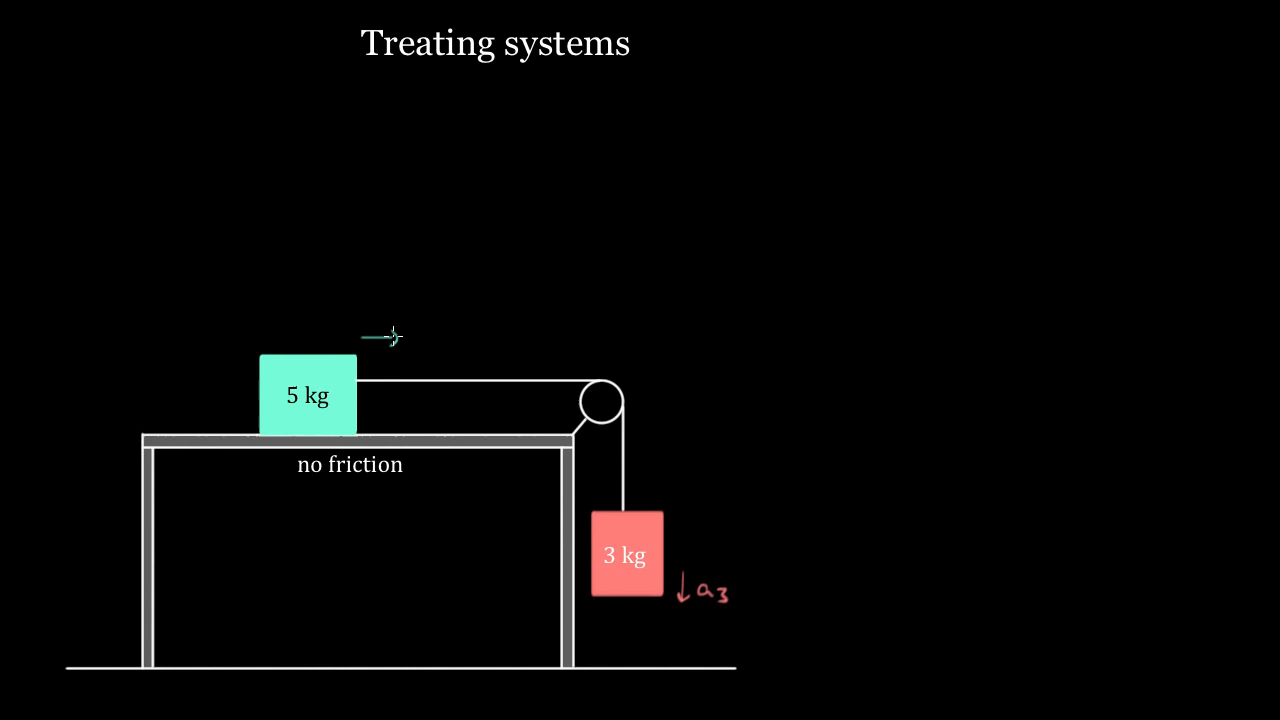 Treating systems
5 kg
no friction
3 kg
a₃